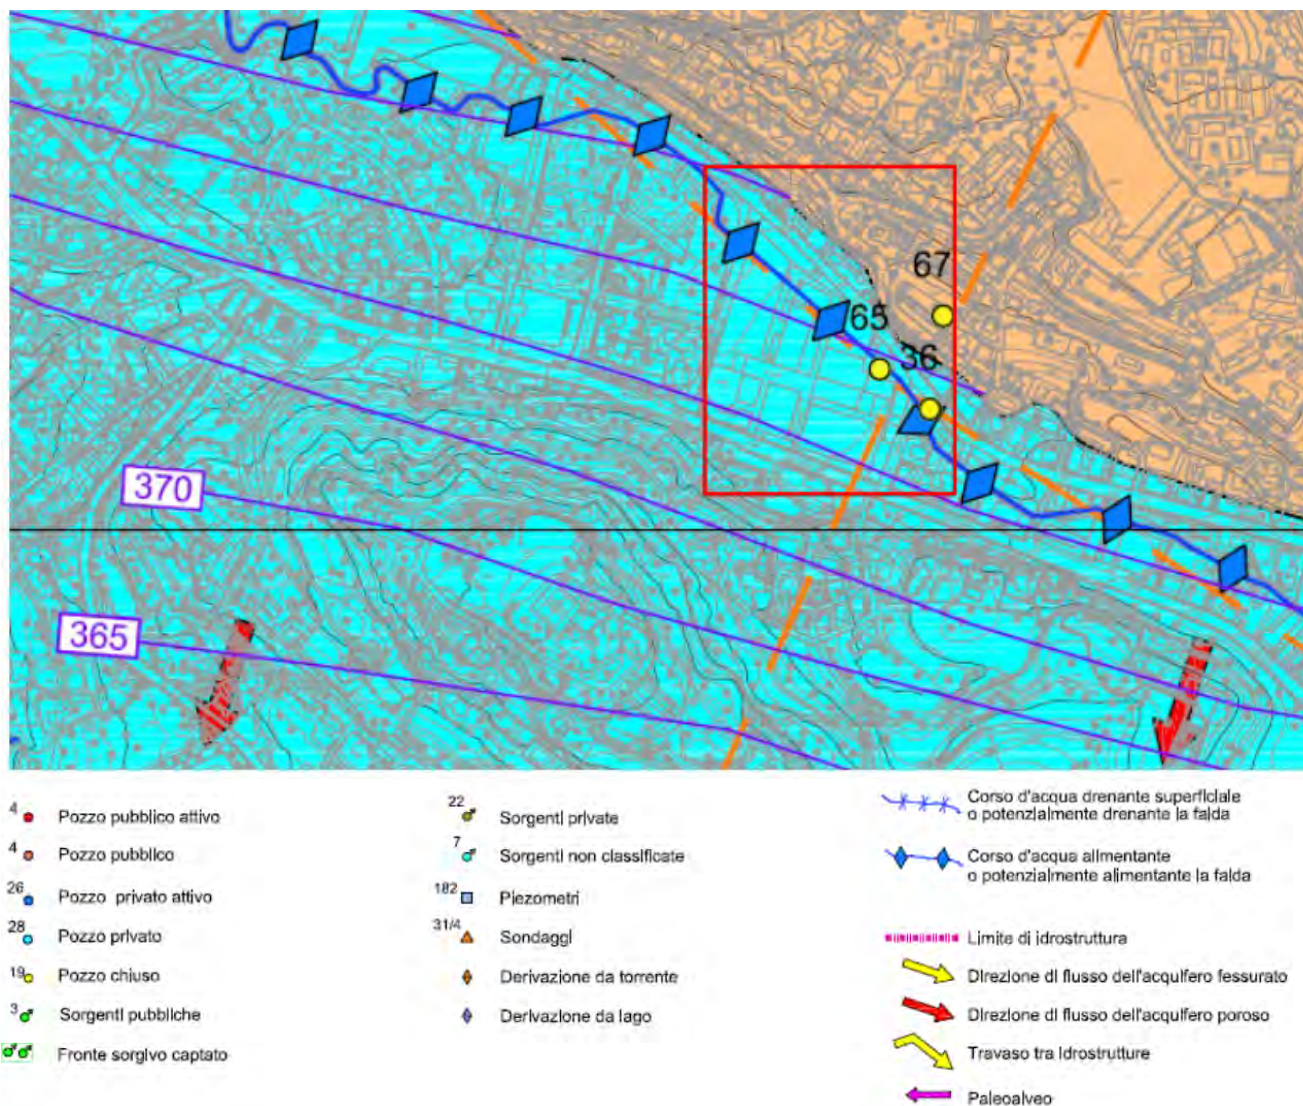 67
65
36
370
365
4 Pozzo pubblico attivo
4 Pozzo pubblico
26 Pozzo privato attivo
28 Pozzo privato
19 Pozzo chiuso
3 Sorgenti pubbliche
Fronte sorgivo captato
22 Sorgenti private
7 Sorgenti non classificate
182 Piezometri
31/4 Sondaggi
Derivazione da torrente
Derivazione da lago
Corso d'acqua drenante superficiale
o potenzialmente drenante la falda
Corso d'acqua alimentante
o potenzialmente alimentante la falda
Limite di idrostruttura
Direzione di flusso dell'acquifero fessurato
Direzione di flusso dell'acquifero poroso
Travaso tra idrostrutture
Paleoalveo